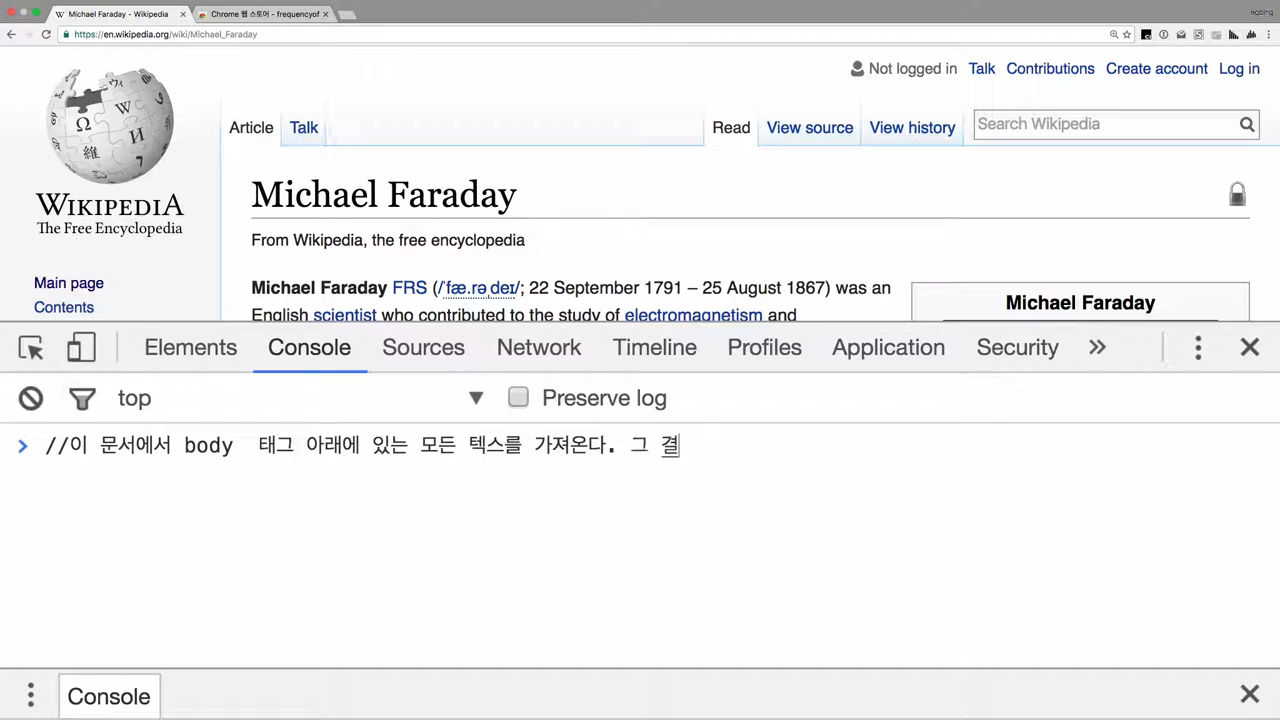 Michael Faraday - Wikipedia
Chrome 웹 스토어 - frequencyof
egoing
https://en.wikipedia.org/wiki/Michael_Faraday
Not logged in Talk Contributions Create account Log in
Article Talk Read View source View history Search Wikipedia
Ω W И 維
WIKIPEDIA
The Free Encyclopedia
Main page
Contents
Michael Faraday
From Wikipedia, the free encyclopedia
Michael Faraday FRS (/ˈfæ.rəˌdeɪ/; 22 September 1791 – 25 August 1867) was an
English scientist who contributed to the study of electromagnetism and
Michael Faraday
Elements Console Sources Network Timeline Profiles Application Security »
top ▼ Preserve log
> //이 문서에서 body  태그 아래에 있는 모든 텍스를 가져온다. 그 결
Console